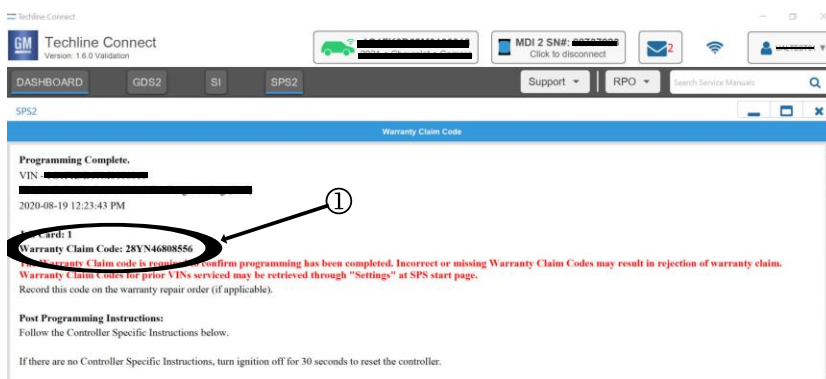 Techline Connect
GM
Techline Connect
Version: 1.6.0 Validation
2021 - Chevrolet - Camaro
MDI 2 SN#:
Click to disconnect
2
DASHBOARD GDS2 SI SPS2 Support RPO Search Service Manuals
SPS2
Warranty Claim Code
Programming Complete.
VIN -
2020-08-19 12:23:43 PM
①
Card: 1
Warranty Claim Code: 28YN46808556
Warranty Claim code is required to confirm programming has been completed. Incorrect or missing Warranty Claim Codes may result in rejection of warranty claim.
Warranty Claim Codes for prior VINs serviced may be retrieved through "Settings" at SPS start page.
Record this code on the warranty repair order (if applicable).
Post Programming Instructions:
Follow the Controller Specific Instructions below.
If there are no Controller Specific Instructions, turn ignition off for 30 seconds to reset the controller.